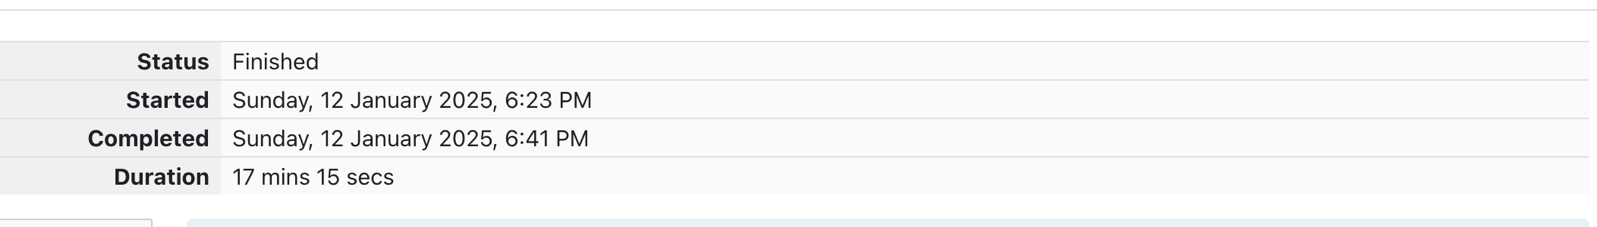 Status Finished
Started Sunday, 12 January 2025, 6:23 PM
Completed Sunday, 12 January 2025, 6:41 PM
Duration 17 mins 15 secs